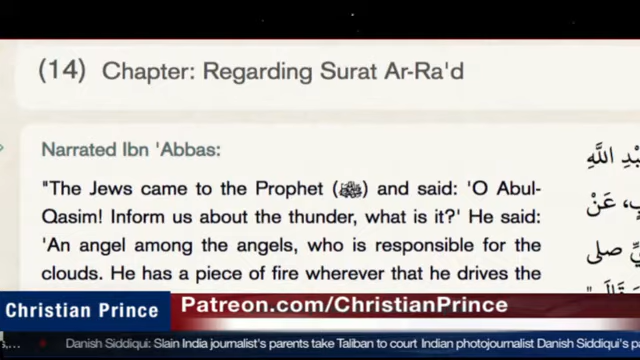 (14) Chapter: Regarding Surat Ar-Ra'd
Narrated Ibn 'Abbas:
"The Jews came to the Prophet (ﷺ) and said: 'O Abul-
Qasim! Inform us about the thunder, what is it?' He said:
'An angel among the angels, who is responsible for the
clouds. He has a piece of fire wherever that he drives the
الله
عَنْ
صلى
Christian Prince
Patreon.com/ChristianPrince
Danish Siddiqui: Slain India journalist's parents take Taliban to court Indian photojournalist Danish Siddiqui's